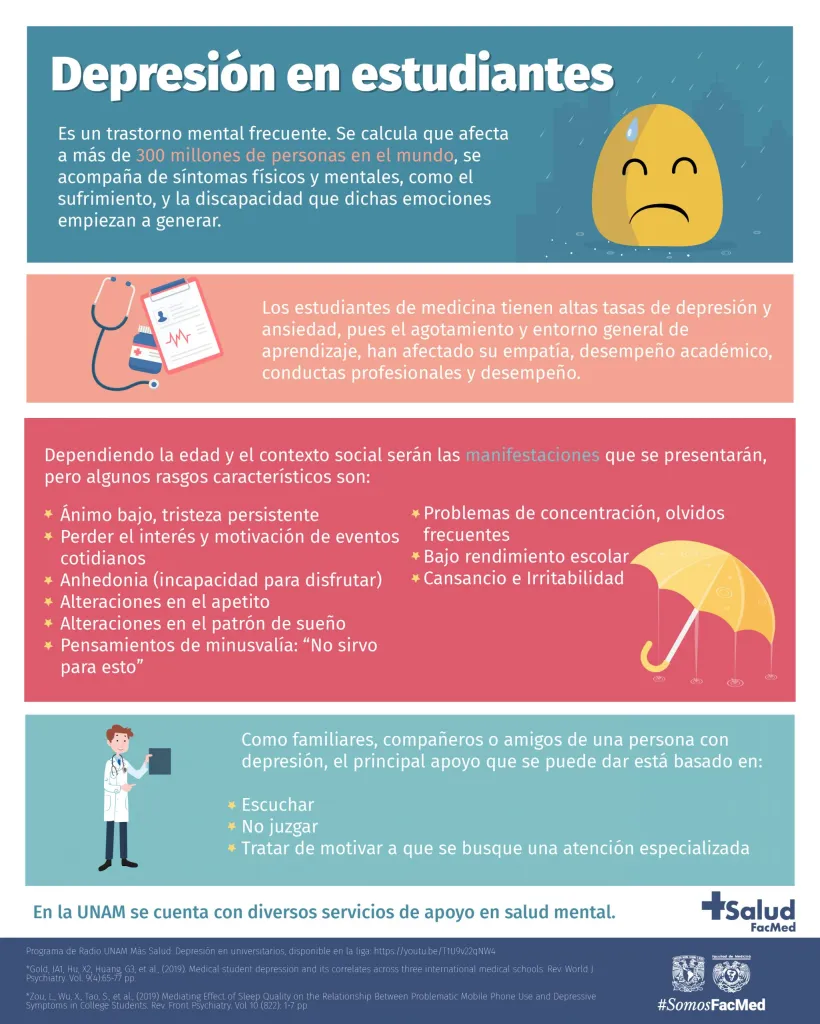 Depresión en estudiantes
Es un trastorno mental frecuente. Se calcula que afecta
a más de 300 millones de personas en el mundo, se
acompaña de síntomas físicos y mentales, como el
sufrimiento, y la discapacidad que dichas emociones
empiezan a generar.
Los estudiantes de medicina tienen altas tasas de depresión y
ansiedad, pues el agotamiento y entorno general de
aprendizaje, han afectado su empatía, desempeño académico,
conductas profesionales y desempeño.
Dependiendo la edad y el contexto social serán las manifestaciones que se presentarán,
pero algunos rasgos característicos son:
Ánimo bajo, tristeza persistente
Perder el interés y motivación de eventos
cotidianos
Anhedonia (incapacidad para disfrutar)
Alteraciones en el apetito
Alteraciones en el patrón de sueño
Pensamientos de minusvalía: “No sirvo
para esto”
Problemas de concentración, olvidos
frecuentes
Bajo rendimiento escolar
Cansancio e Irritabilidad
Como familiares, compañeros o amigos de una persona con
depresión, el principal apoyo que se puede dar está basado en:
Escuchar
No juzgar
Tratar de motivar a que se busque una atención especializada
En la UNAM se cuenta con diversos servicios de apoyo en salud mental.
+Salud
FacMed
Programa de Radio UNAM Más Salud: Depresión en universitarios, disponible en la liga: https://youtu.be/T1U9v22qNW4
*Gold, JA1, Hu, X2, Huang, G3, et al., (2019). Medical student depression and its correlates across three international medical schools. Rev. World J
Psychiatry. Vol. 9(4):65-77 pp.
*Zou, L., Wu, X., Tao, S., et al., (2019) Mediating Effect of Sleep Quality on the Relationship Between Problematic Mobile Phone Use and Depressive
Symptoms in College Students. Rev. Front Psychiatry. Vol 10 (822): 1-7 pp
#SomosFacMed